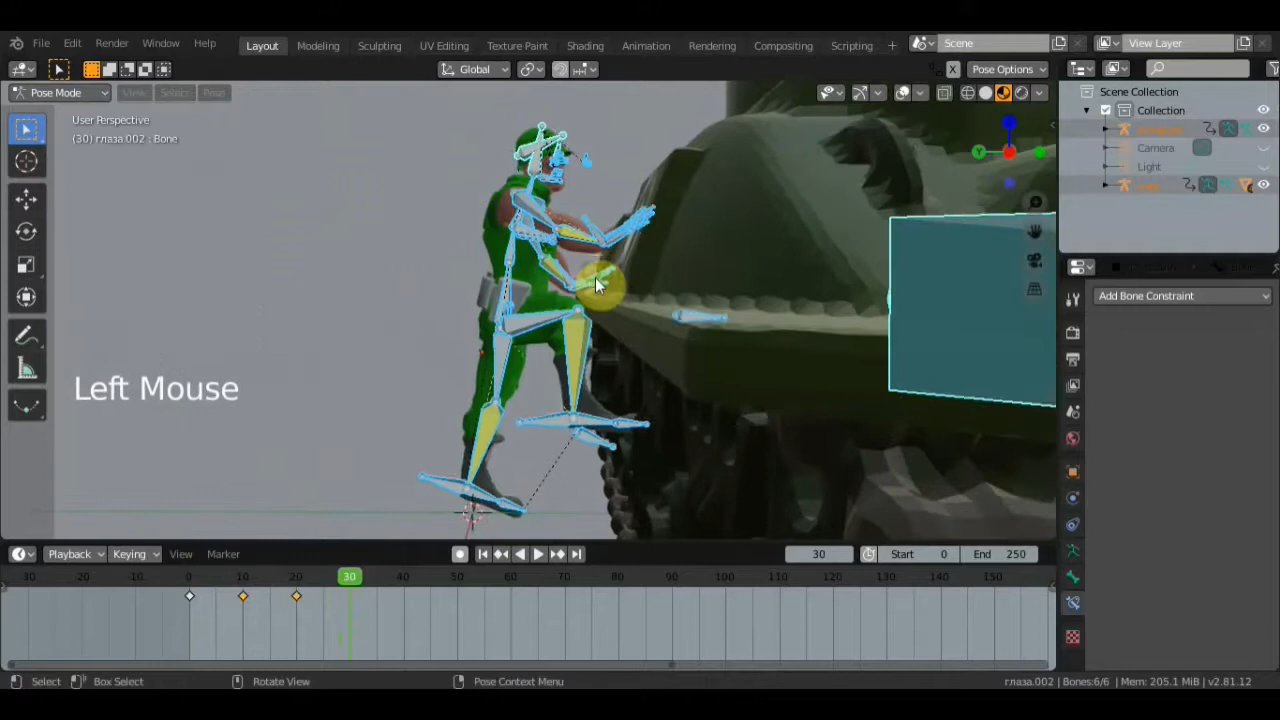 File Edit Render Window Help Layout Modeling Sculpting UV Editing Texture Paint Shading Animation Rendering Compositing Scripting + Scene View Layer
Global X Pose Options
Pose Mode View Select Pose
User Perspective
(30) глаза.002 : Bone
Scene Collection
Collection
Camera
Light
Y
Add Bone Constraint
Left Mouse
Playback Keying View Marker 30 Start 0 End 250
0 10 20 30 40 50 60 70 80 90 100 110 120 130 140 150
Select Box Select Rotate View Pose Context Menu глаза.002 | Bones:6/6 | Mem: 205.1 MiB | v2.81.12